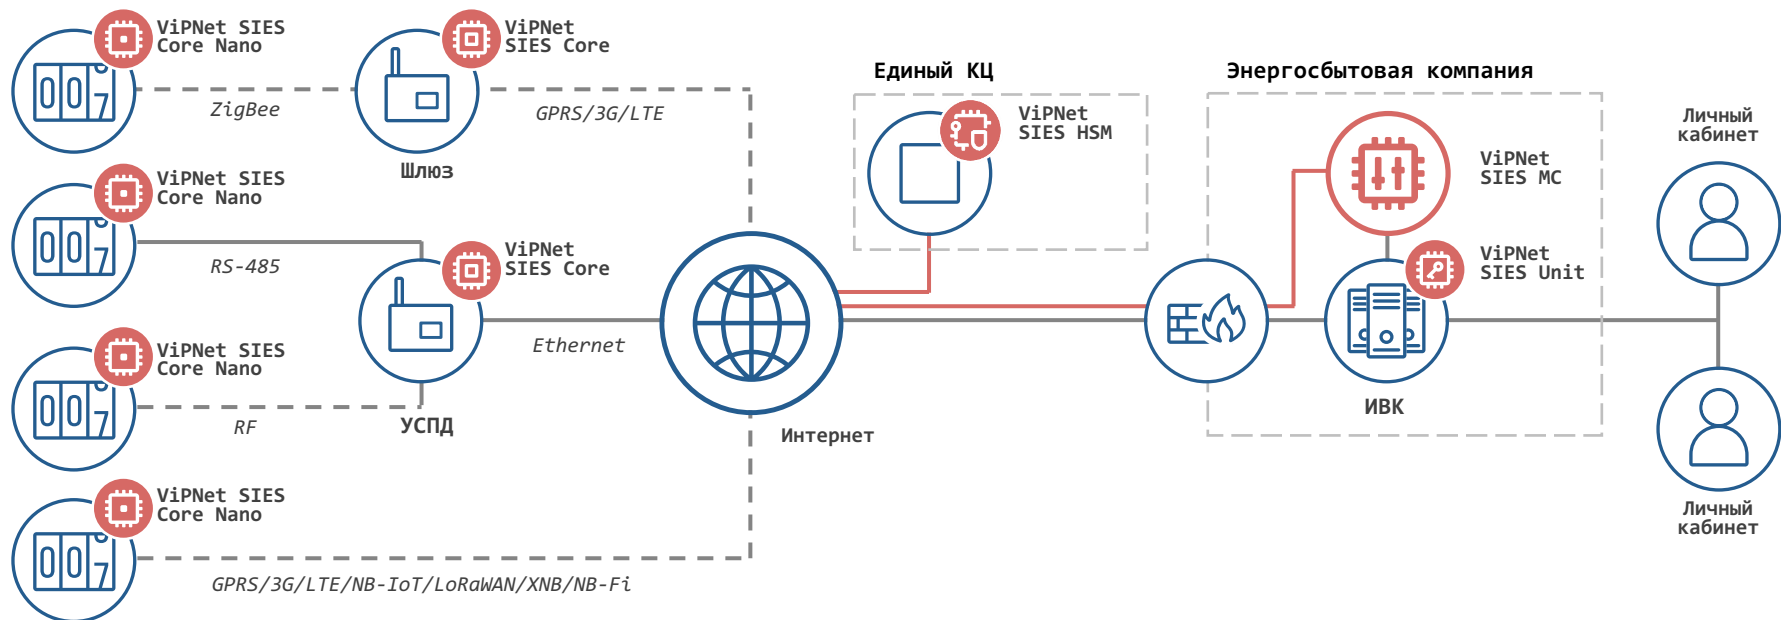 ViPNet SIES
Core Nano
ZigBee
ViPNet
SIES Core
Шлюз
GPRS/3G/LTE
ViPNet SIES
Core Nano
RS-485
ViPNet
SIES Core
УСПД
Ethernet
ViPNet SIES
Core Nano
RF
ViPNet SIES
Core Nano
GPRS/3G/LTE/NB-IoT/LoRaWAN/XNB/NB-Fi
Интернет
Единый КЦ
ViPNet
SIES HSM
Энергосбытовая компания
ViPNet
SIES MC
ViPNet
SIES Unit
ИВК
Личный
кабинет
Личный
кабинет